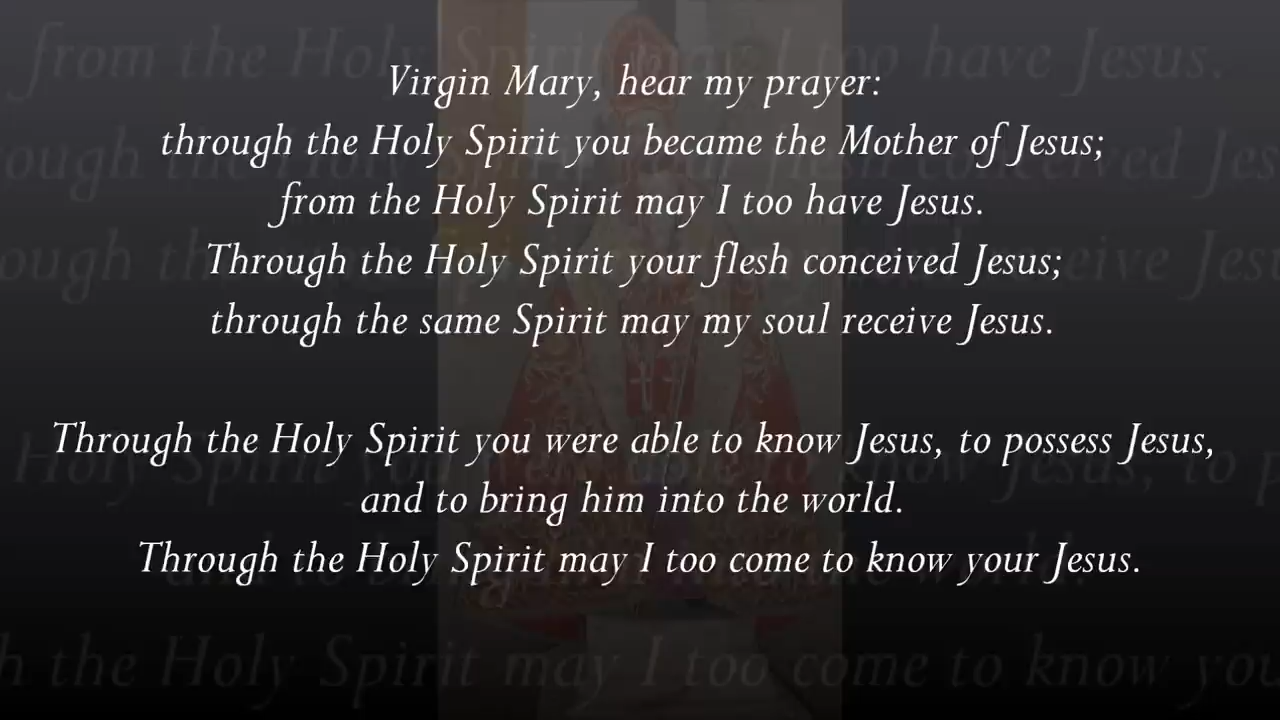 Virgin Mary, hear my prayer:
through the Holy Spirit you became the Mother of Jesus;
from the Holy Spirit may I too have Jesus.
Through the Holy Spirit your flesh conceived Jesus;
through the same Spirit may my soul receive Jesus.
Through the Holy Spirit you were able to know Jesus, to possess Jesus,
and to bring him into the world.
Through the Holy Spirit may I too come to know your Jesus.